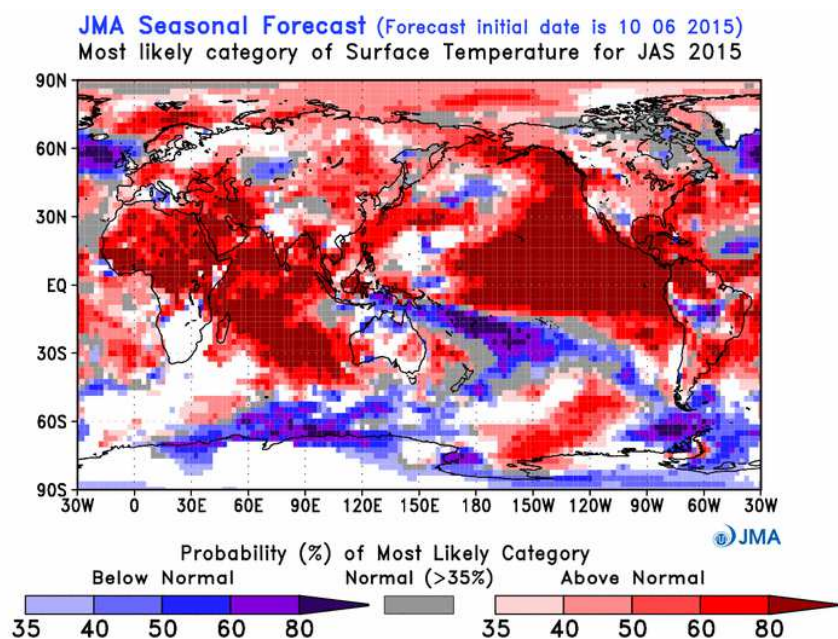 JMA Seasonal Forecast (Forecast initial date is 10 06 2015)
Most likely category of Surface Temperature for JAS 2015
90N
60N
30N
EQ
30S
60S
90S
30W 0 30E 60E 90E 120E 150E 180 150W 120W 90W 60W 30W
JMA
Probability (%) of Most Likely Category
Below Normal Normal (>35%) Above Normal
35 40 50 60 80 35 40 50 60 80